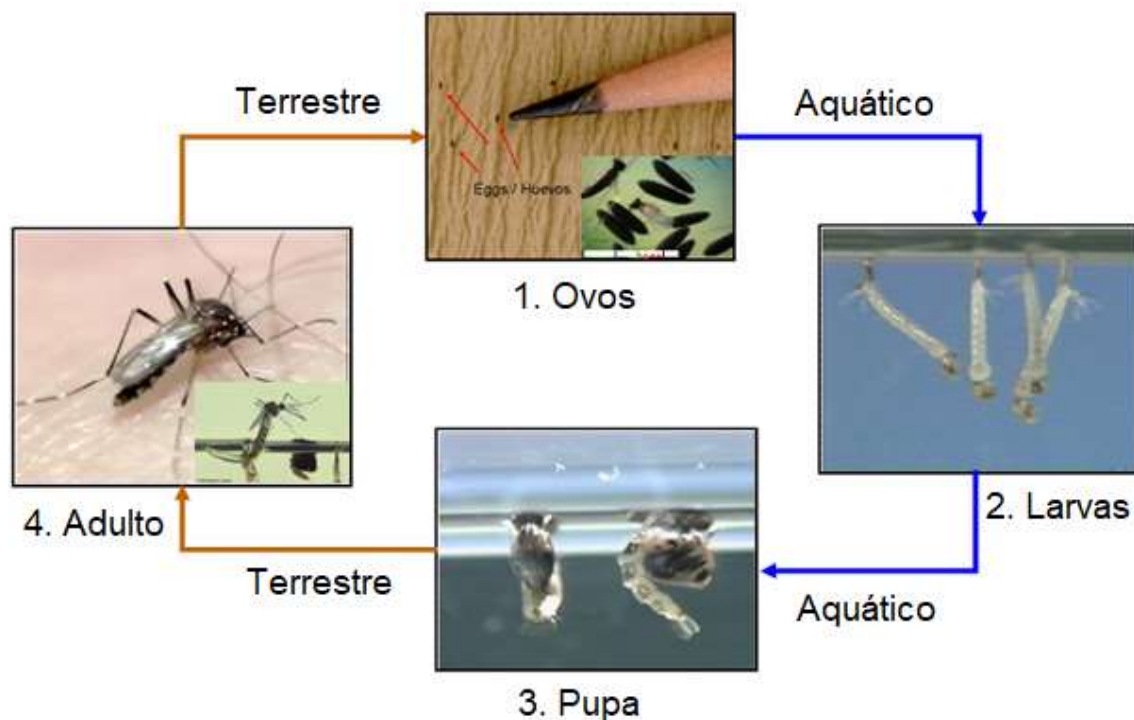 Terrestre
Aquático
Eggs / Huevos
1. Ovos
4. Adulto
2. Larvas
Terrestre
Aquático
3. Pupa